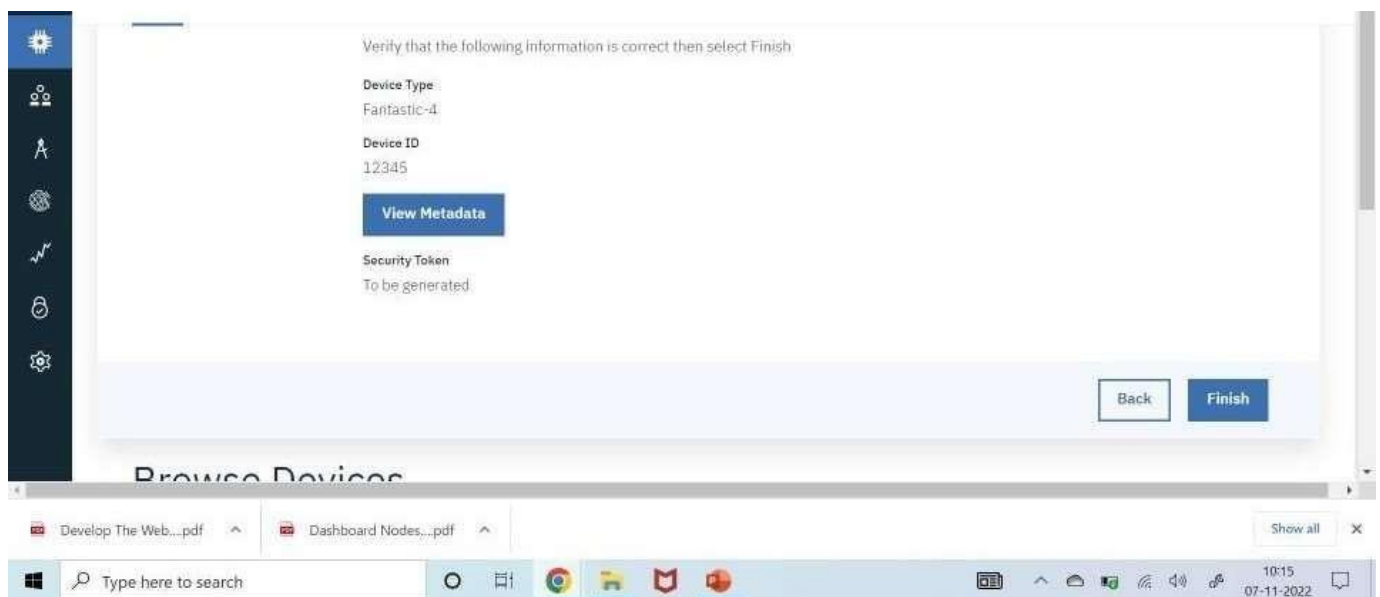 Verify that the following information is correct then select Finish
Device Type
Fantastic-4
Device ID
12345
View Metadata
Security Token
To be generated
Back
Finish
Browse Devices
Develop The Web....pdf
Dashboard Nodes....pdf
Show all
Type here to search
10:15
07-11-2022